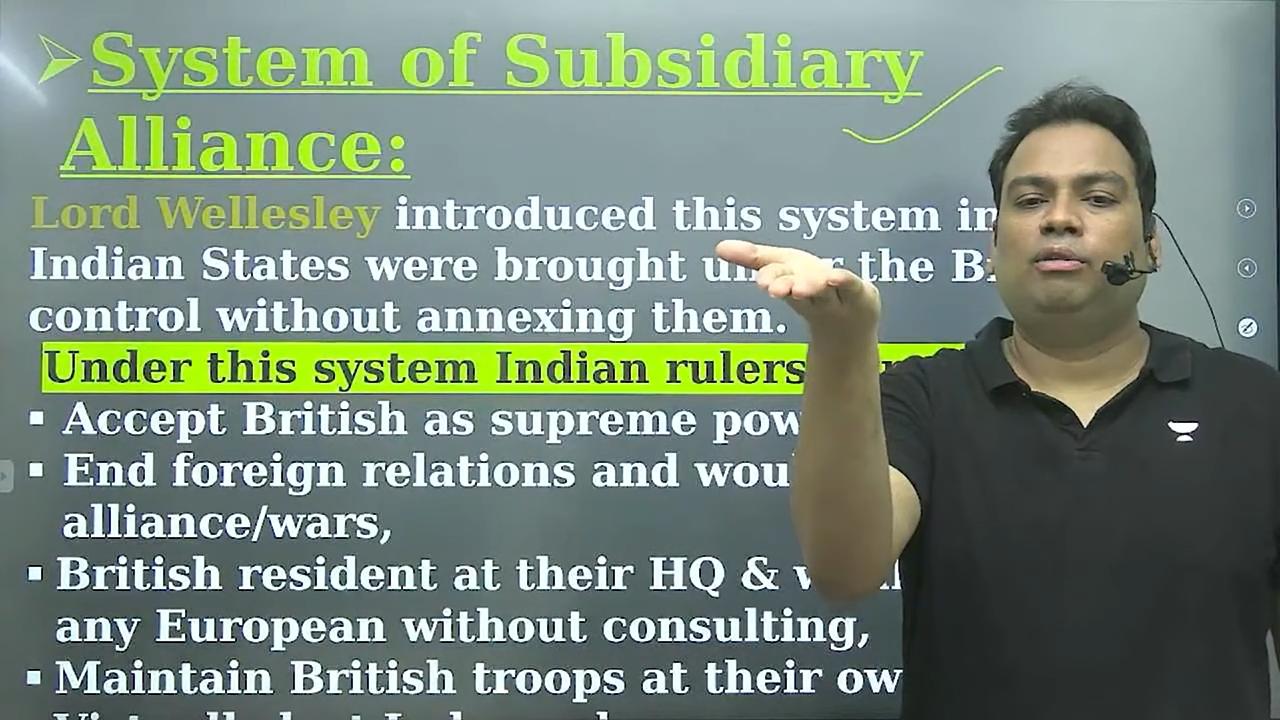 System of Subsidiary
Alliance:
Lord Wellesley introduced this system in
Indian States were brought under the
control without annexing them.
Under this system Indian rulers
▪ Accept British as supreme
▪ End foreign relations and
alliance/wars,
▪ British resident at their HQ &
any European without consulting,
▪ Maintain British troops at their